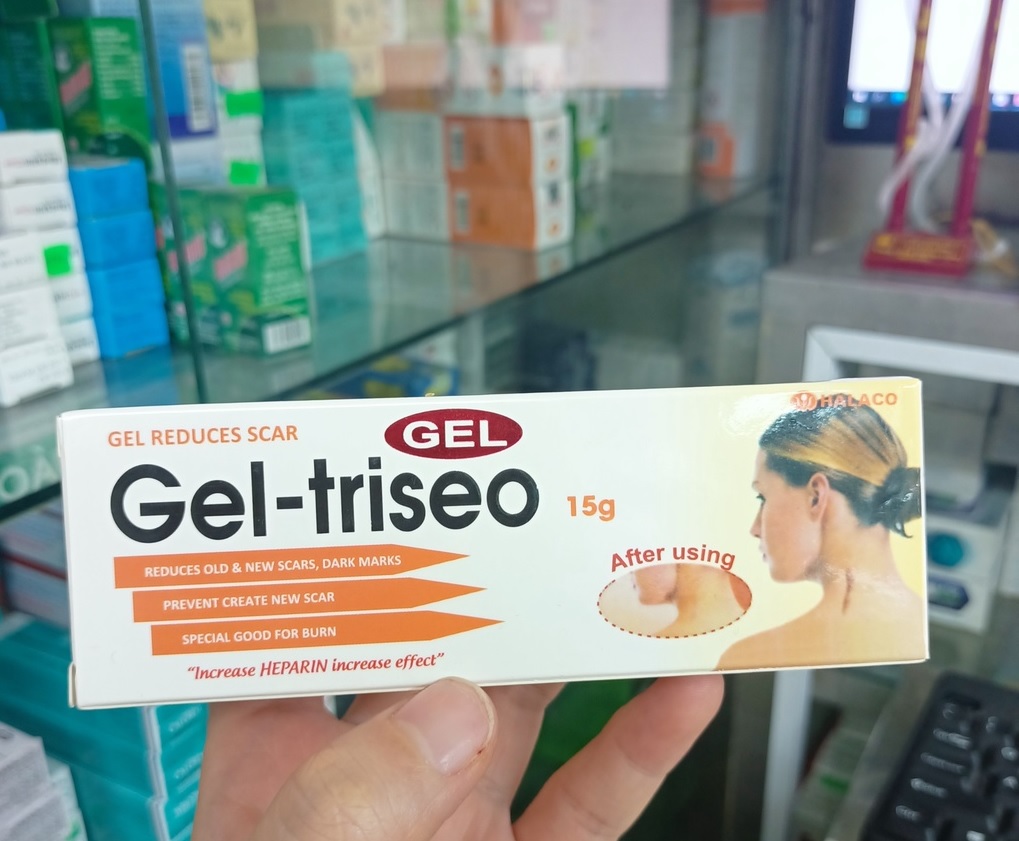 HALACO
GEL REDUCES SCAR
GEL
Gel-triseo
15g
REDUCES OLD & NEW SCARS, DARK MARKS
PREVENT CREATE NEW SCAR
SPECIAL GOOD FOR BURN
"Increase HEPARIN increase effect"
After using